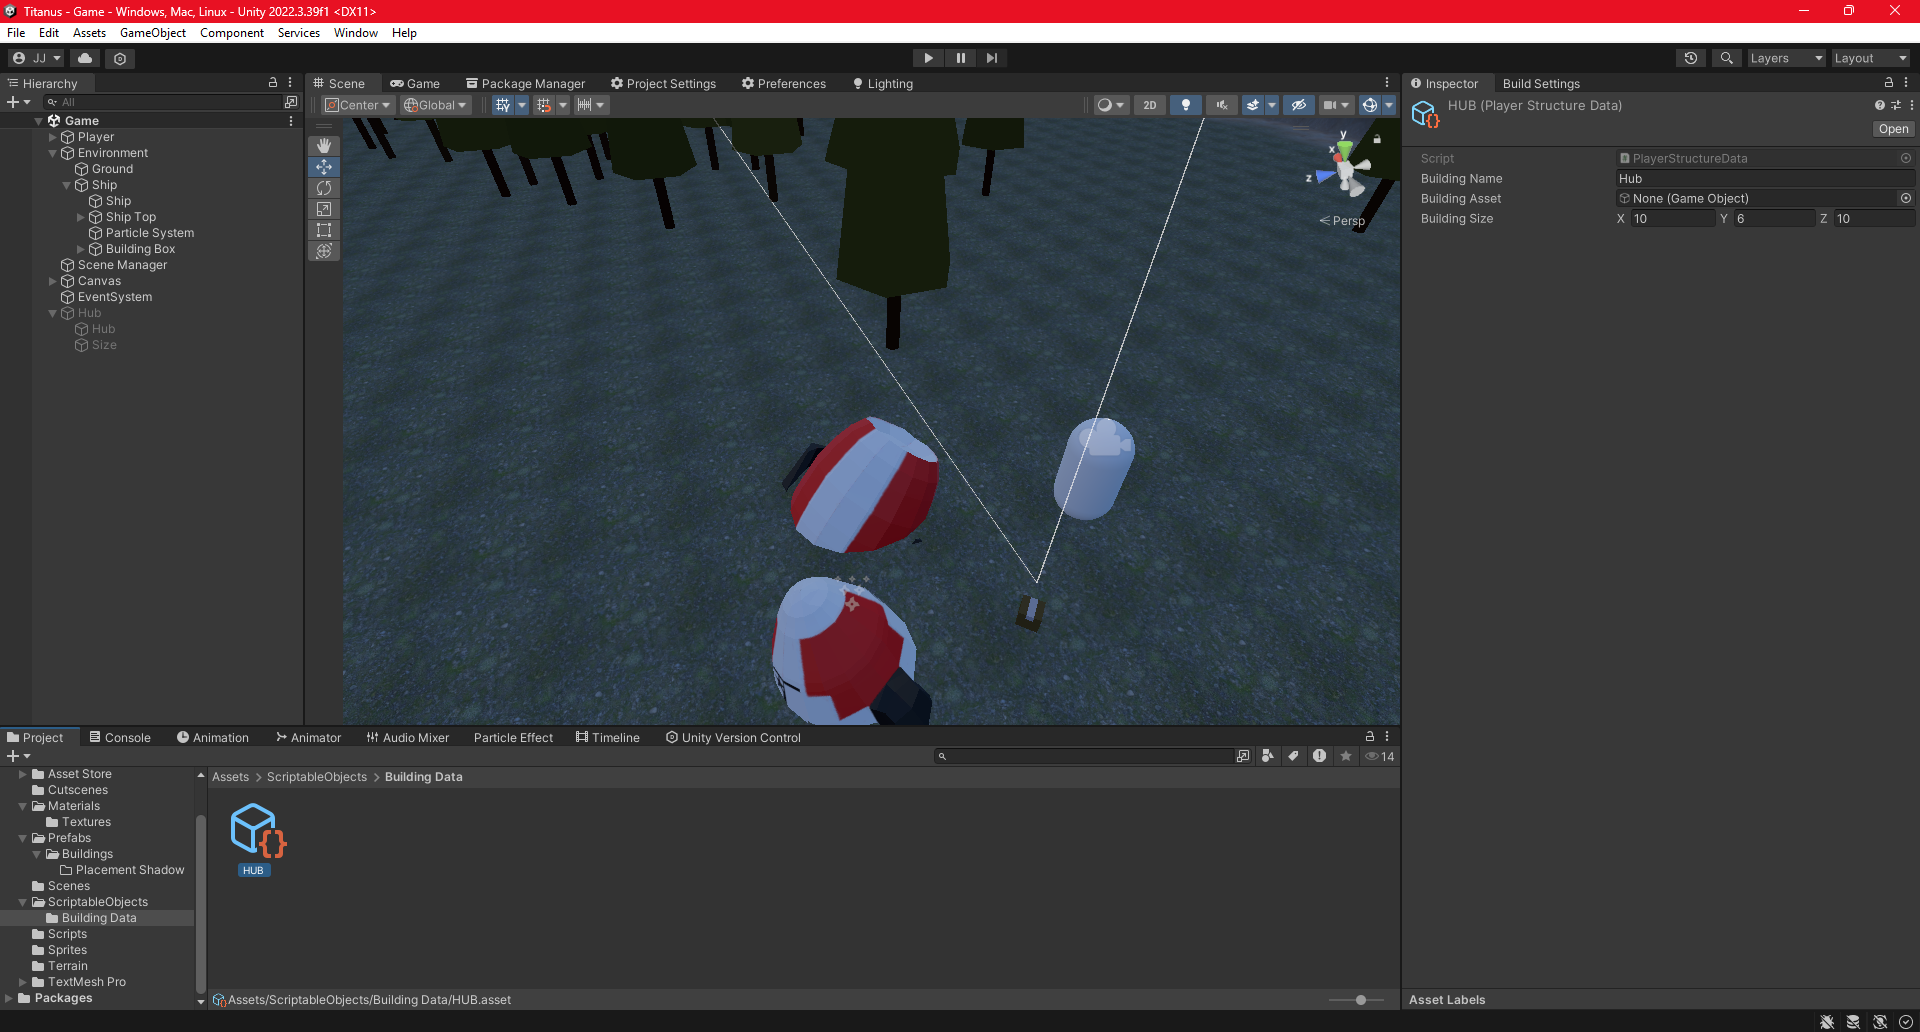 Titanus - Game - Windows, Mac, Linux - Unity 2022.3.39f1 <DX11>
File Edit Assets GameObject Component Services Window Help
JJ
Layers Layout
Hierarchy
All
Game
Player
Environment
Ground
Ship
Ship
Ship Top
Particle System
Building Box
Scene Manager
Canvas
EventSystem
Hub
Hub
Size
Scene Game Package Manager Project Settings Preferences Lighting
Center Global 2D
y
x
z
Persp
Inspector Build Settings
HUB (Player Structure Data)
Open
Script PlayerStructureData
Building Name Hub
Building Asset None (Game Object)
Building Size X 10 Y 6 Z 10
Project Console Animation Animator Audio Mixer Particle Effect Timeline Unity Version Control
14
Asset Store
Cutscenes
Materials
Textures
Prefabs
Buildings
Placement Shadow
Scenes
ScriptableObjects
Building Data
Scripts
Sprites
Terrain
TextMesh Pro
Packages
Assets > ScriptableObjects > Building Data
HUB
Assets/ScriptableObjects/Building Data/HUB.asset
Asset Labels